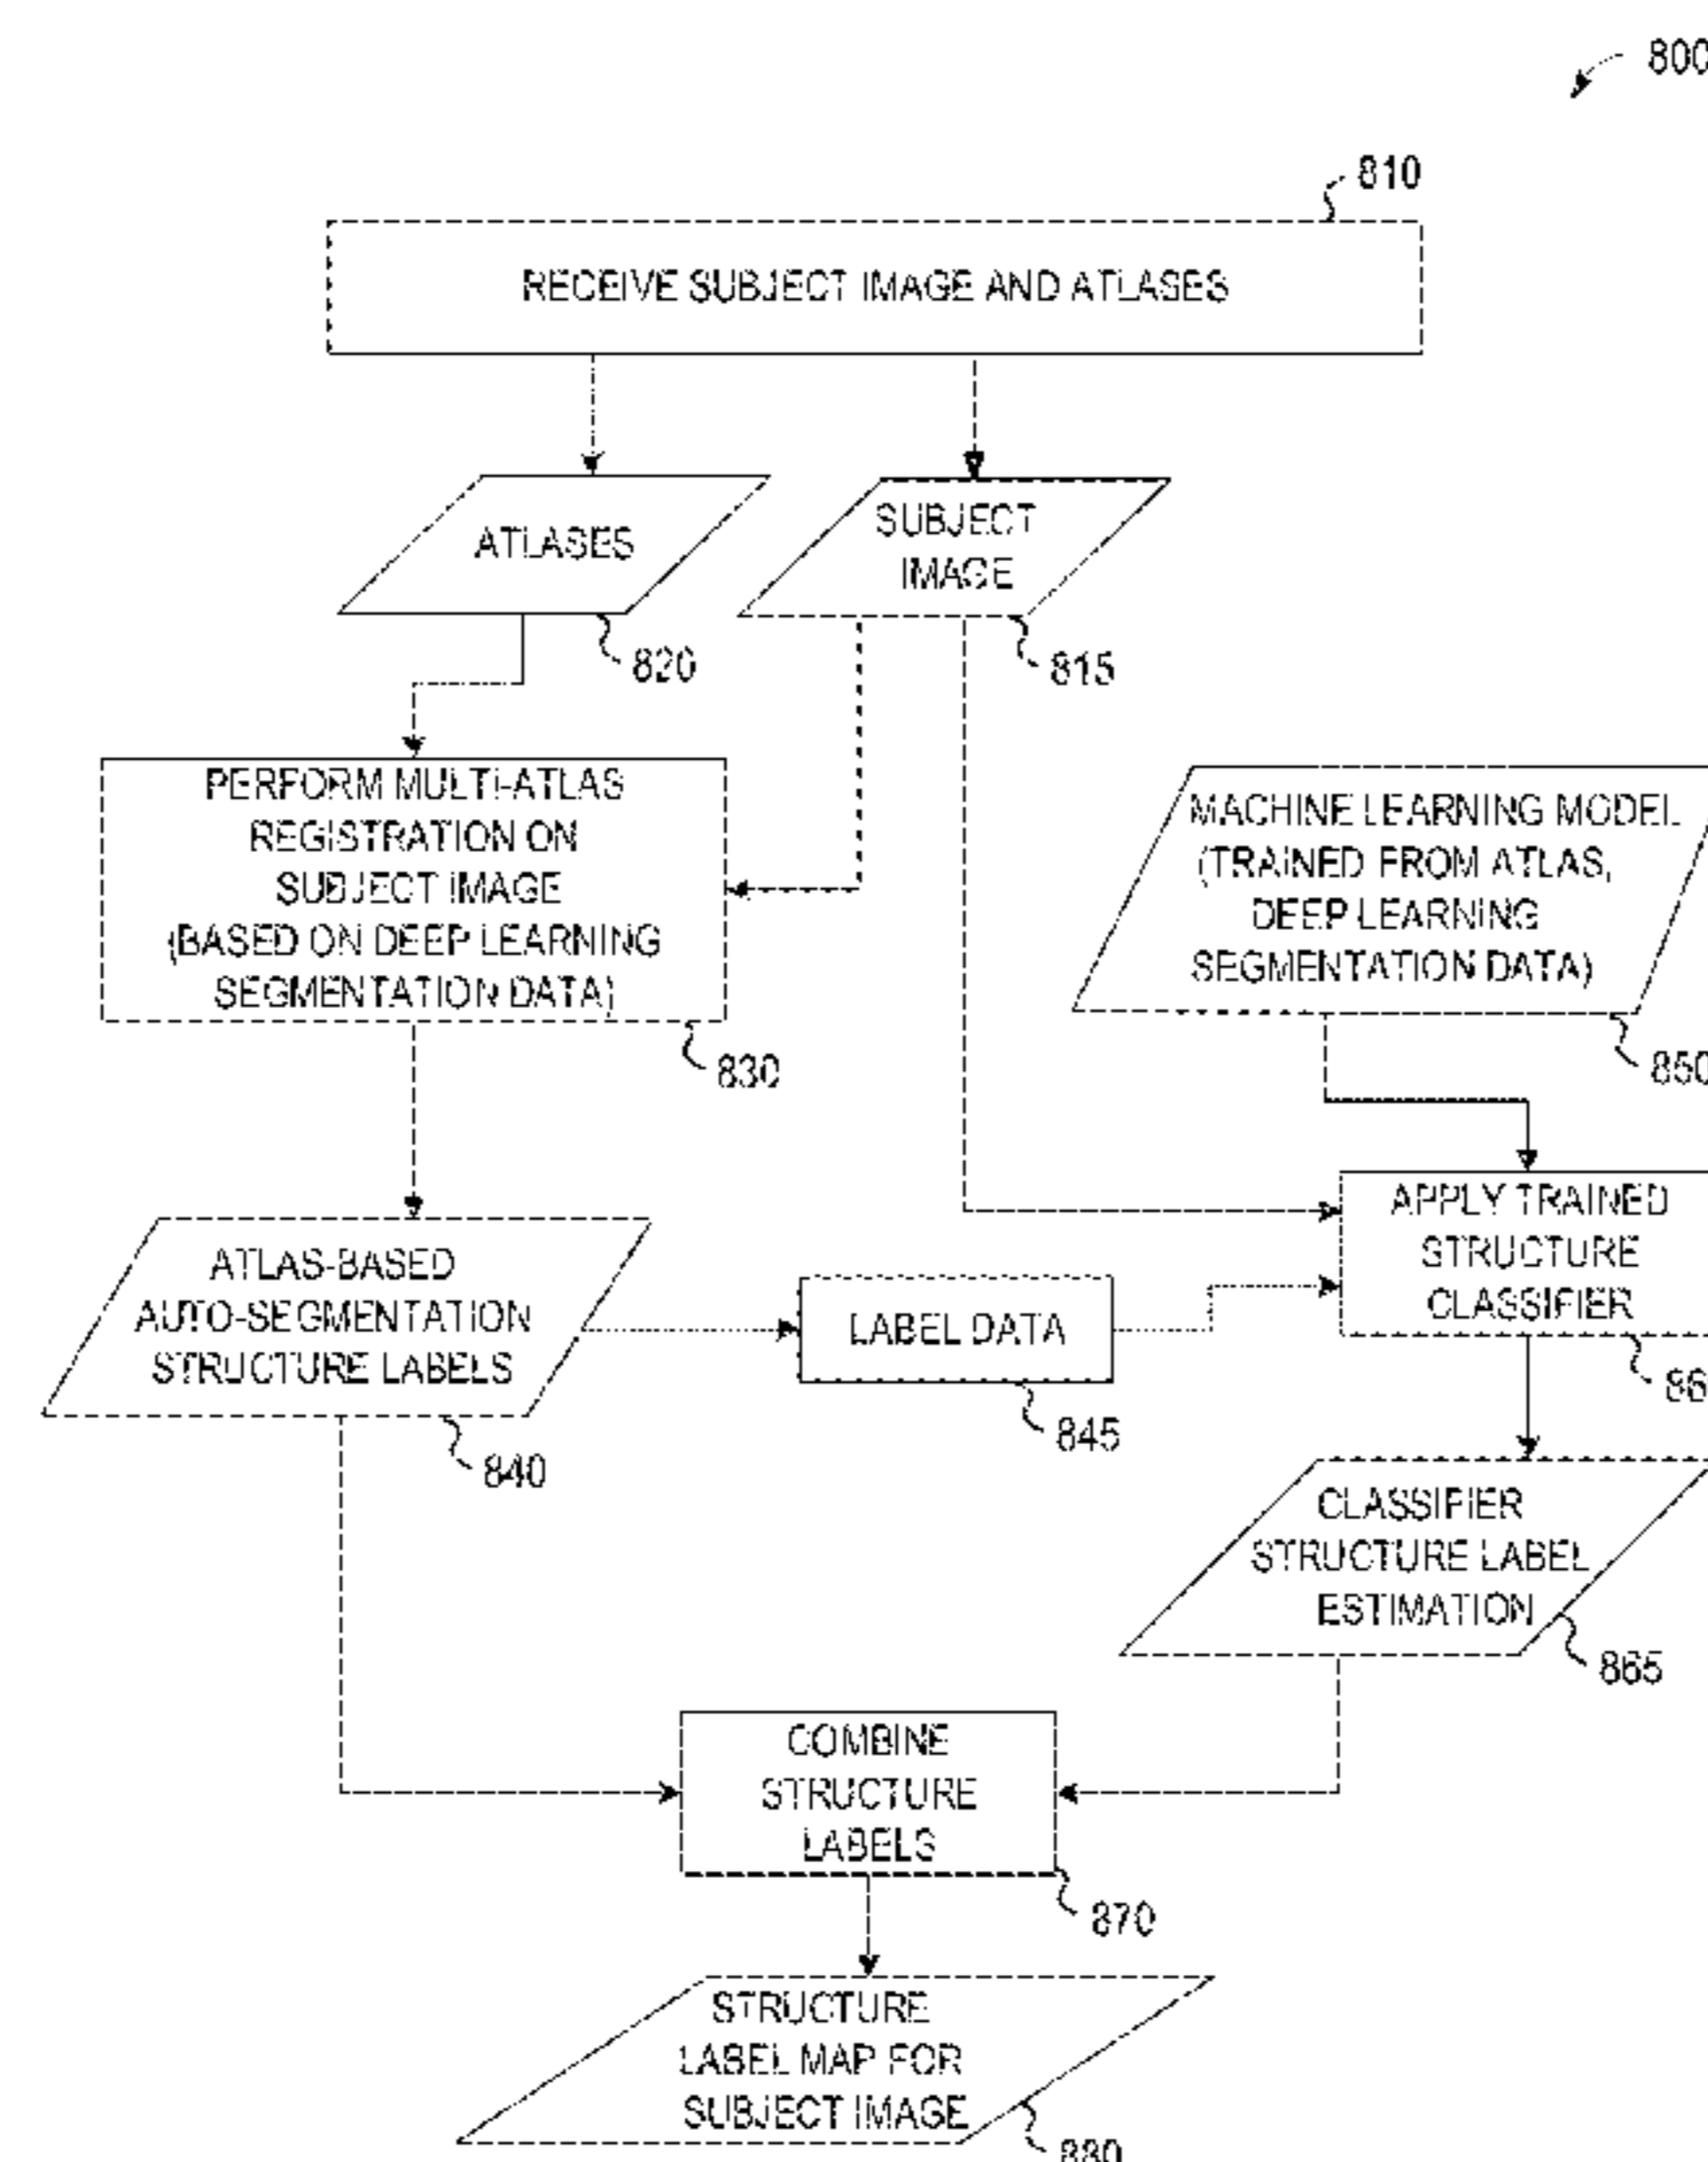 800
810
RECEIVE SUBJECT IMAGE AND ATLASES
ATLASES
SUBJECT
IMAGE
820
815
PERFORM MULTI-ATLAS
REGISTRATION ON
SUBJECT IMAGE
(BASED ON DEEP LEARNING
SEGMENTATION DATA)
830
MACHINE LEARNING MODEL
(TRAINED FROM ATLAS,
DEEP LEARNING
SEGMENTATION DATA)
850
APPLY TRAINED
STRUCTURE
CLASSIFIER
86
ATLAS-BASED
AUTO-SEGMENTATION
STRUCTURE LABELS
840
LABEL DATA
845
CLASSIFIER
STRUCTURE LABEL
ESTIMATION
865
COMBINE
STRUCTURE
LABELS
870
STRUCTURE
LABEL MAP FOR
SUBJECT IMAGE
880